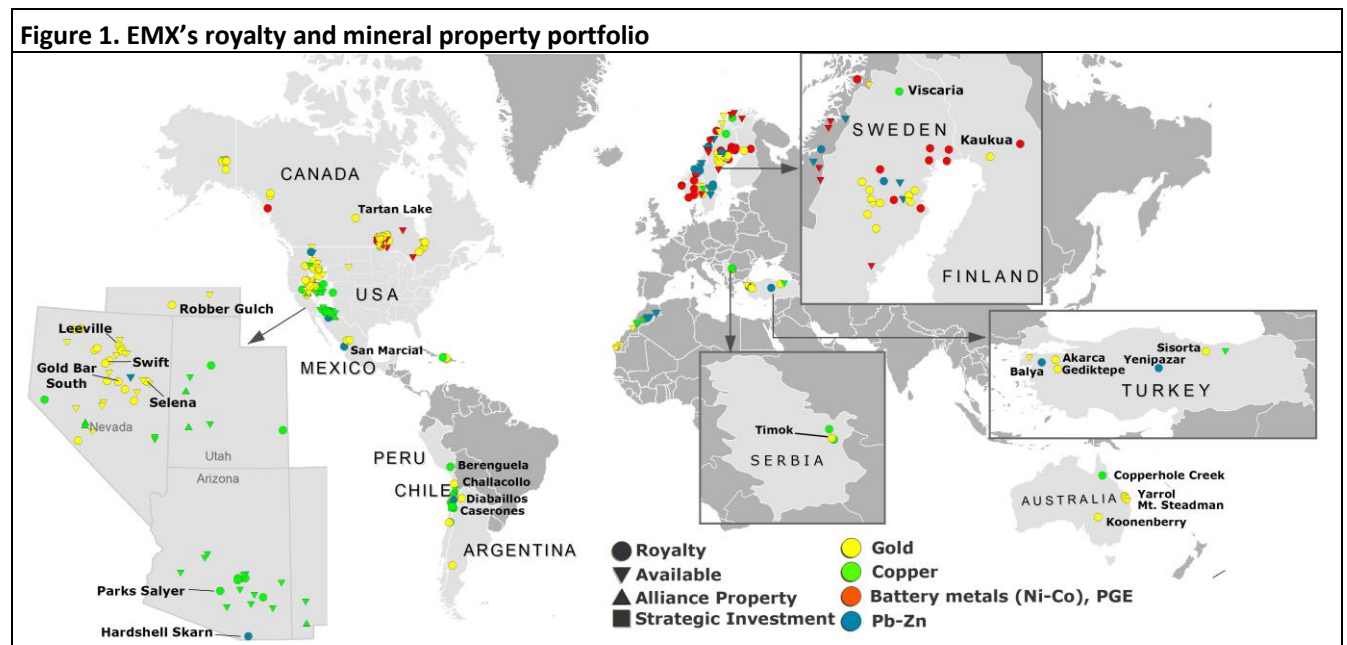 Figure 1. EMX's royalty and mineral property portfolio
CANADA
Tartan Lake
USA
MEXICO
San Marcial
Robber Gulch
Leeville
Swift
Gold Bar
South
Selena
Nevada
Utah
Arizona
Parks Salyer
Hardshell Skarn
PERU
Berenguela
Challacollo
CHILE
Diabaillos
Caserones
ARGENTINA
Viscaria
SWEDEN
Kaukua
FINLAND
Timok
SERBIA
Sisorta
Akarca
Yenipazar
Balya
Gediktepe
TURKEY
Copperhole Creek
AUSTRALIA
Yarrol
Mt. Steadman
Koonenberry
Royalty
Available
Alliance Property
Strategic Investment
Gold
Copper
Battery metals (Ni-Co), PGE
Pb-Zn